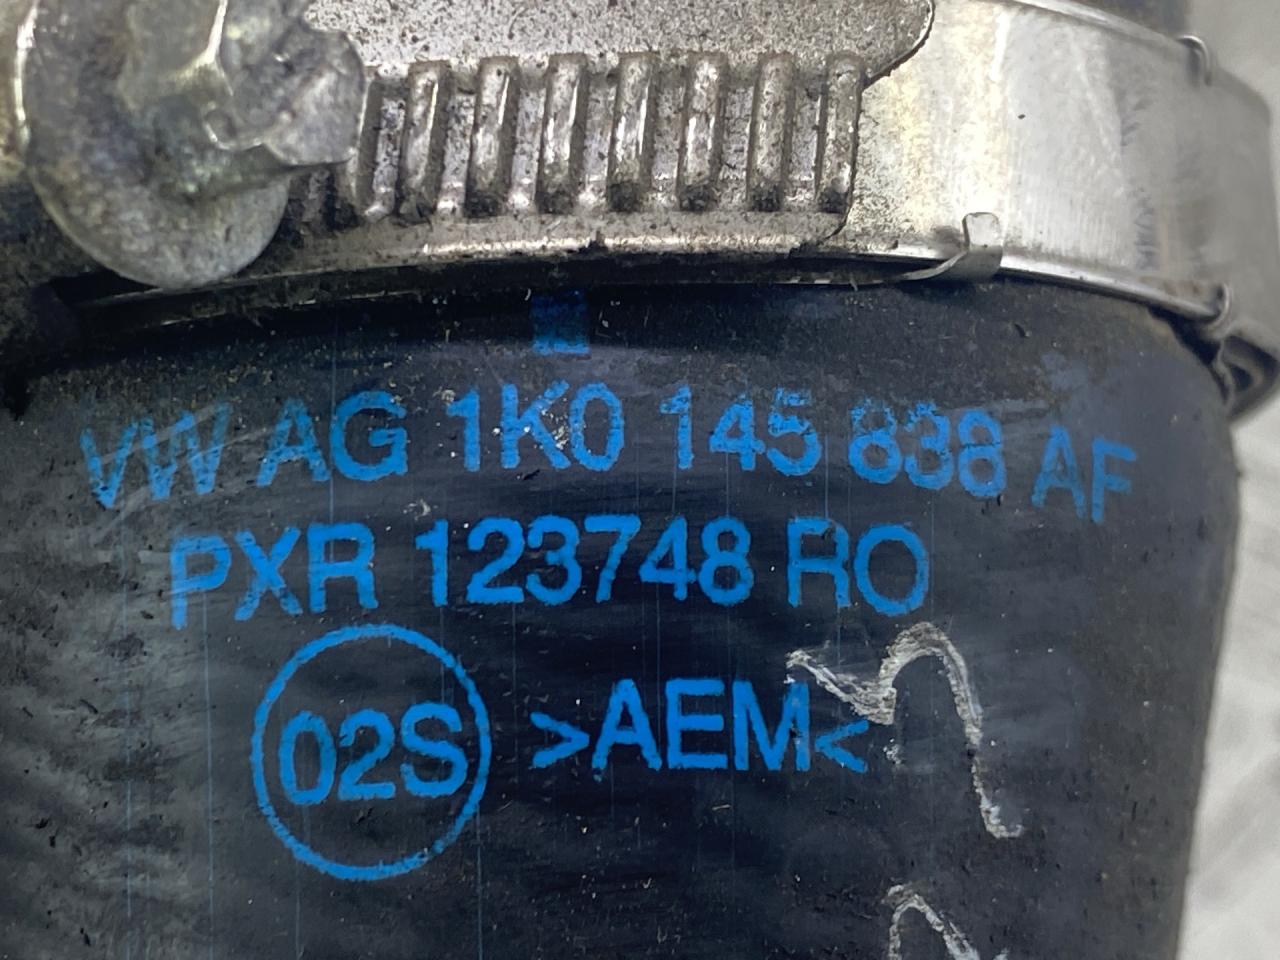 VW AG 1K0 145 838 AF
PXR 123748 RO
02S >AEM<